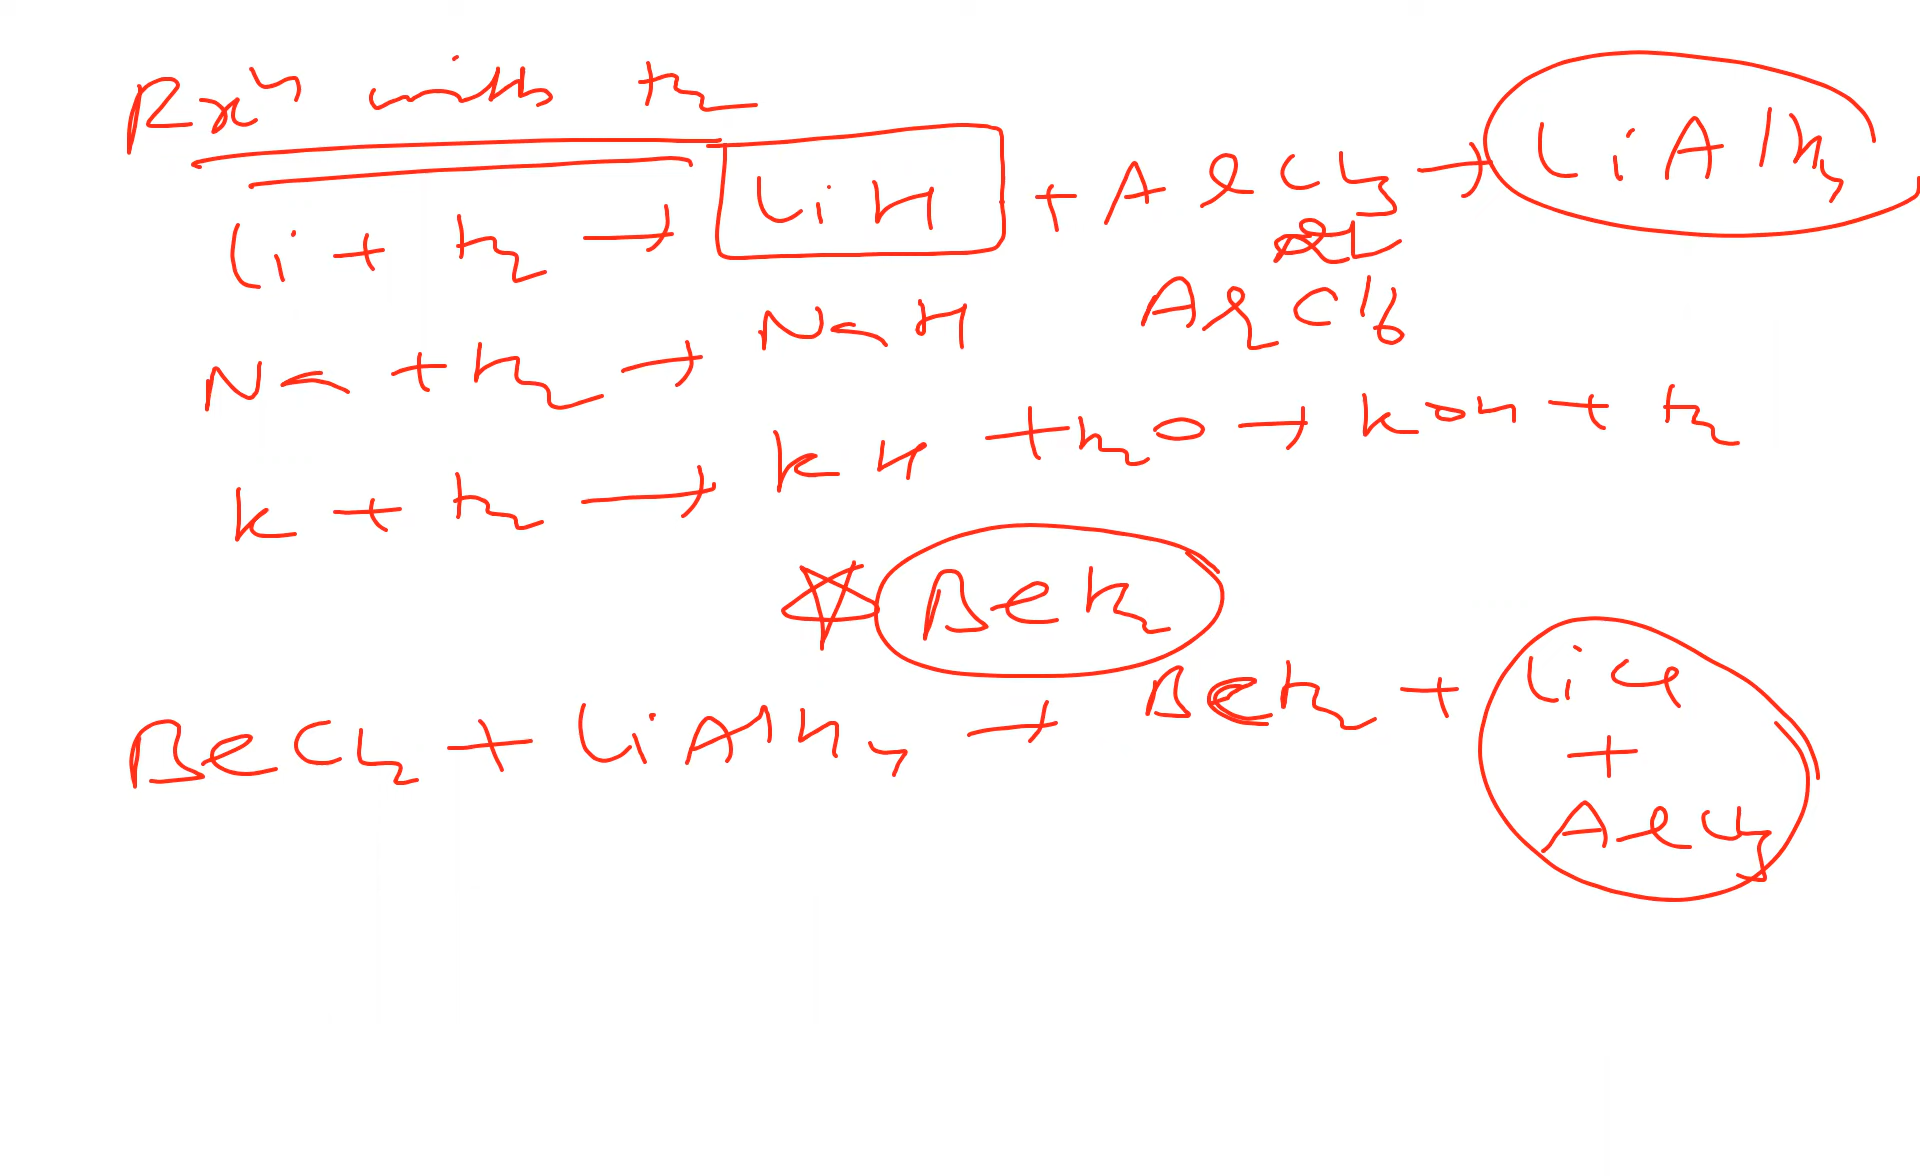 Rxn with H2
Li + H2 → LiH + AlCl3 → LiAlH4
Al2Cl6
Na + H2 → NaH
K + H2 → KH + H2O → KOH + H2
BeH2
BeCl2 + LiAlH4 → BeH2 + LiCl
+
AlCl3